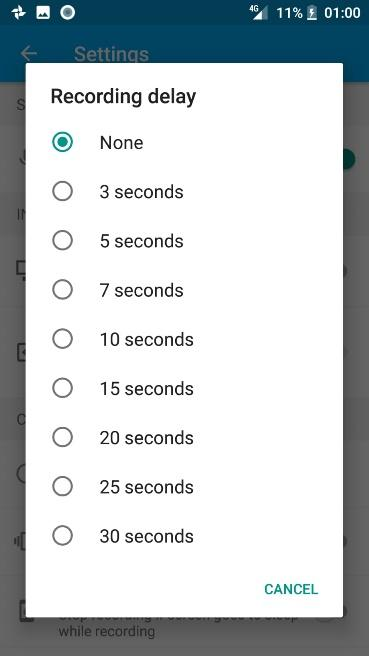 4G 11% 01:00
Settings
Recording delay
None
3 seconds
5 seconds
7 seconds
10 seconds
15 seconds
20 seconds
25 seconds
30 seconds
CANCEL
Stop recording if screen goes to sleep
while recording